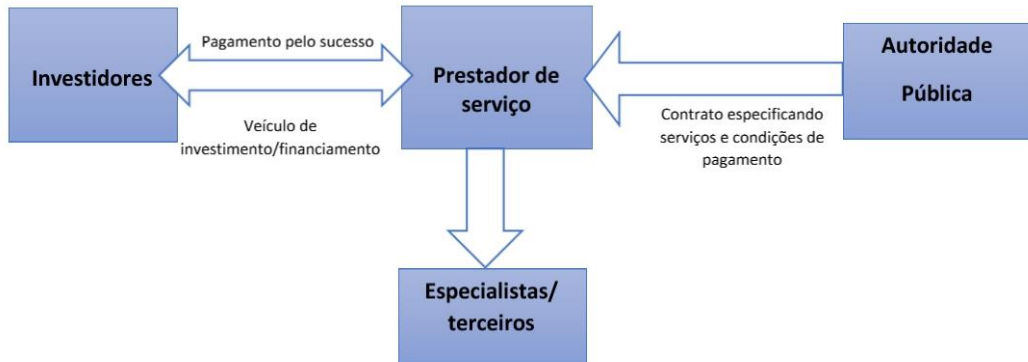 Pagamento pelo sucesso
Investidores
Veículo de
investimento/financiamento
Prestador de
serviço
Contrato especificando
serviços e condições de
pagamento
Autoridade
Pública
Especialistas/
terceiros